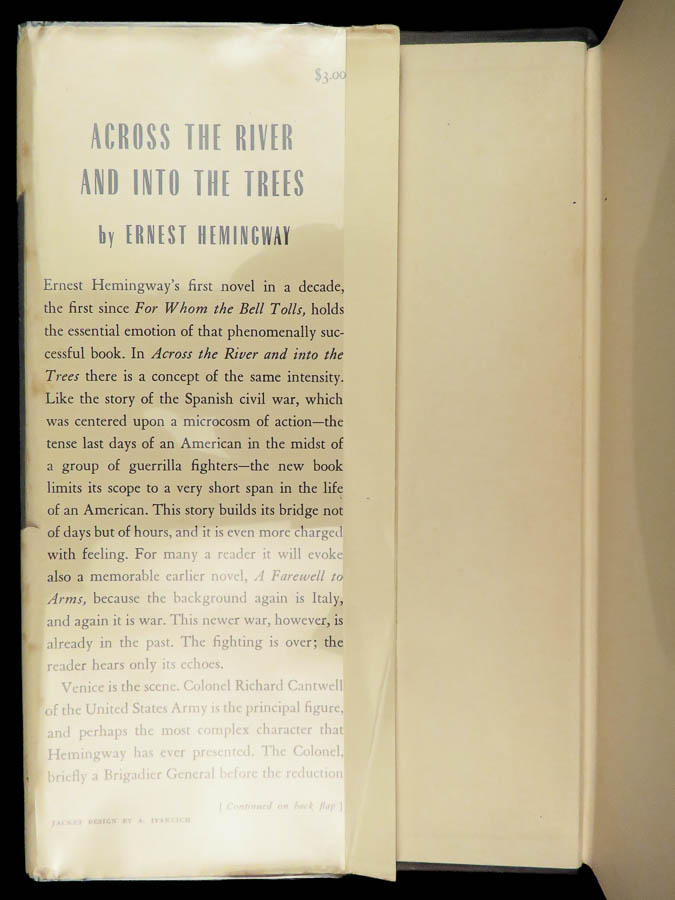 $3.00
ACROSS THE RIVER
AND INTO THE TREES
by ERNEST HEMINGWAY
Ernest Hemingway's first novel in a decade,
the first since For Whom the Bell Tolls, holds
the essential emotion of that phenomenally suc-
cessful book. In Across the River and into the
Trees there is a concept of the same intensity.
Like the story of the Spanish civil war, which
was centered upon a microcosm of action—the
tense last days of an American in the midst of
a group of guerrilla fighters—the new book
limits its scope to a very short span in the life
of an American. This story builds its bridge not
of days but of hours, and it is even more charged
with feeling. For many a reader it will evoke
also a memorable earlier novel, A Farewell to
Arms, because the background again is Italy,
and again it is war. This newer war, however, is
already in the past. The fighting is over; the
reader hears only its echoes.
Venice is the scene. Colonel Richard Cantwell
of the United States Army is the principal figure,
and perhaps the most complex character that
Hemingway has ever presented. The Colonel,
briefly a Brigadier General before the reduction
[ Continued on back flap ]
JACKET DESIGN BY A. IVANCICH